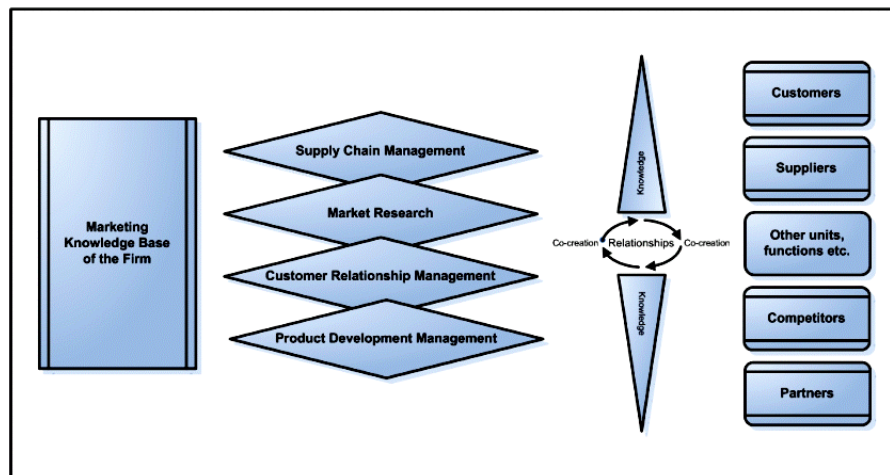 Marketing
Knowledge Base
of the Firm
Supply Chain Management
Market Research
Customer Relationship Management
Product Development Management
Knowledge
Co-creation
Relationships
Co-creation
Knowledge
Customers
Suppliers
Other units,
functions etc.
Competitors
Partners